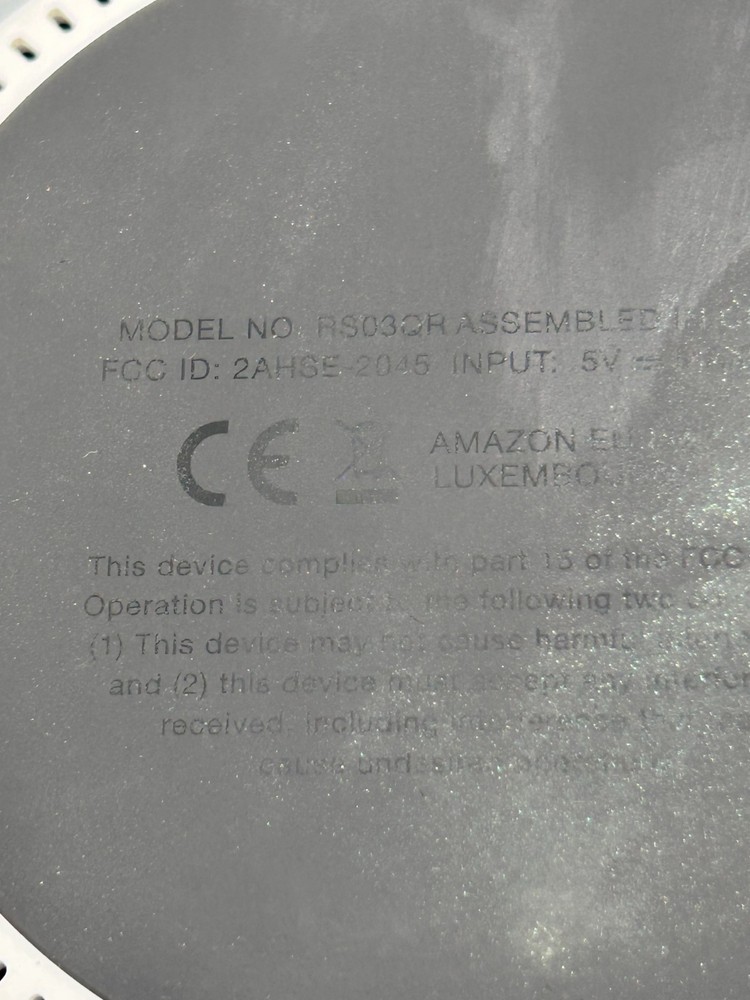 MODEL NO RS03QR ASSEMBLED
FCC ID: 2AHSE-2045 INPUT: 5V ⎓
CE AMAZON
LUXEMBO
This device complies with part 15 of the FCC
Operation is subject to the following two
(1) This device may not cause harmful
and (2) this device must accept any
received, including interference that
cause undesired